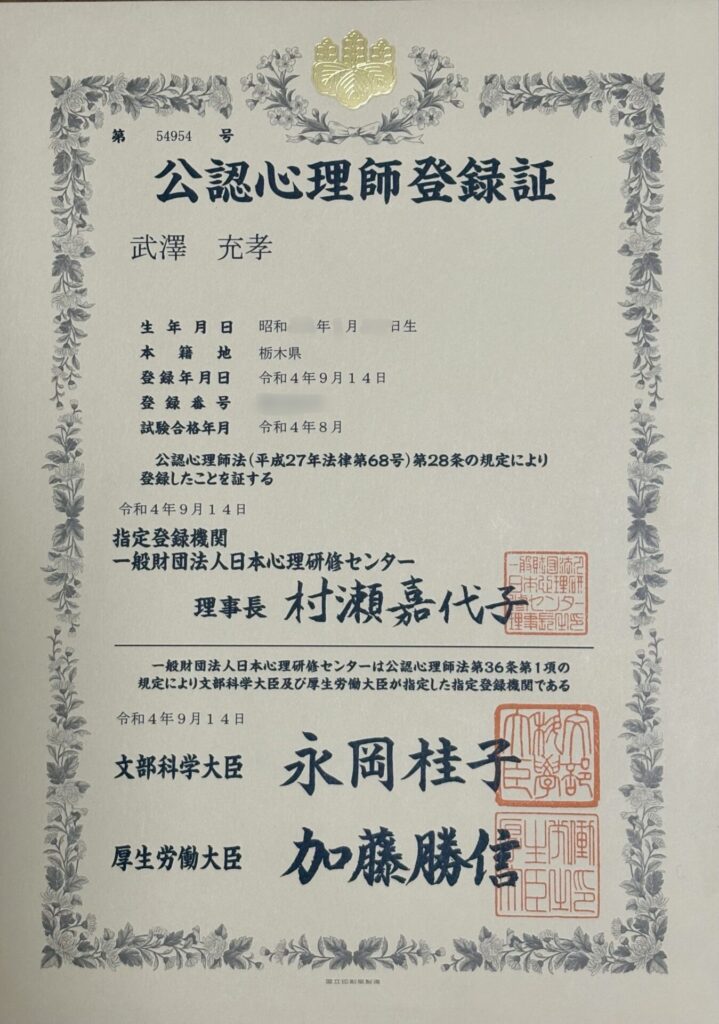 第 54954 号
公認心理師登録証
武澤 充孝
生年月日 昭和 年 月 日生
本籍地 栃木県
登録年月日 令和4年9月14日
登録番号
試験合格年月 令和4年8月
公認心理師法(平成27年法律第68号)第28条の規定により
登録したことを証する
令和4年9月14日
指定登録機関
一般財団法人日本心理研修センター
理事長 村瀬嘉代子
一般財団法人日本心理研修センターは公認心理師法第36条第1項の
規定により文部科学大臣及び厚生労働大臣が指定した指定登録機関である
令和4年9月14日
文部科学大臣 永岡桂子
厚生労働大臣 加藤勝信
国立印刷局製造